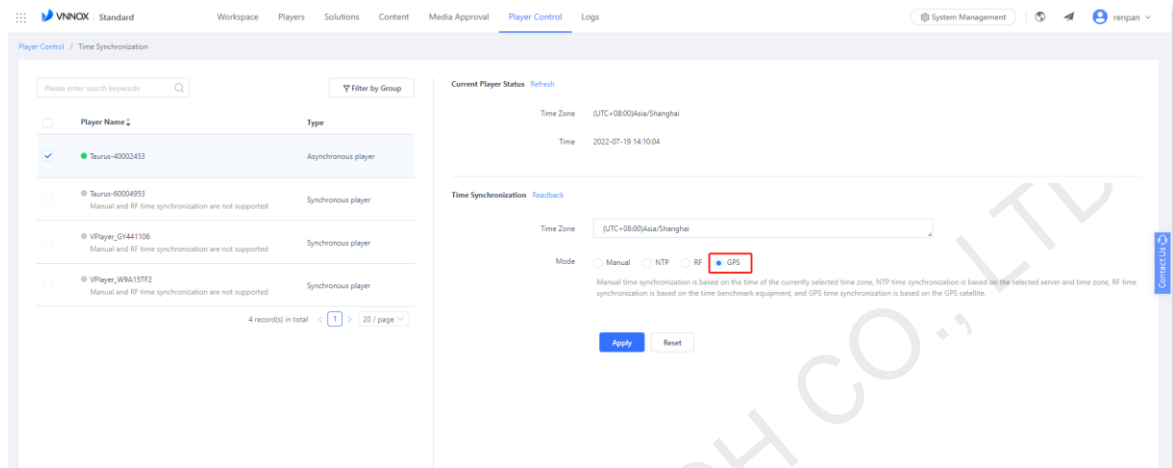 VNNOX Standard Workspace Players Solutions Content Media Approval Player Control Logs System Management renpan
Player Control / Time Synchronization
Please enter search keywords Filter by Group
Player Name Type
Taurus-40002453 Asynchronous player
Taurus-60004953 Synchronous player
Manual and RF time synchronization are not supported
VPlayer_GY441106 Synchronous player
Manual and RF time synchronization are not supported
VPlayer_W9A15TF2 Synchronous player
Manual and RF time synchronization are not supported
4 record(s) in total < 1 > 20 / page
Current Player Status Refresh
Time Zone (UTC+08:00)Asia/Shanghai
Time 2022-07-19 14:10:04
Time Synchronization Readback
Time Zone (UTC+08:00)Asia/Shanghai
Mode Manual NTP RF GPS
Manual time synchronization is based on the time of the currently selected time zone, NTP time synchronization is based on the selected server and time zone, RF time
synchronization is based on the time benchmark equipment, and GPS time synchronization is based on the GPS satellite.
Apply Reset
Contact Us
H CO., LTD